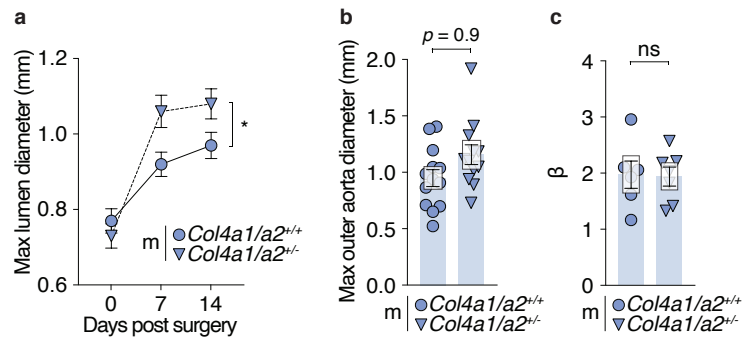 a
Max lumen diameter (mm)
1.2
1.0
0.8
0.6
*
m
Col4a1/a2+/+
Col4a1/a2+/-
0 7 14
Days post surgery
b
Max outer aorta diameter (mm)
p = 0.9
2.0
1.5
1.0
0.5
0.0
m
Col4a1/a2+/+
Col4a1/a2+/-
c
β
ns
4
3
2
1
0
m
Col4a1/a2+/+
Col4a1/a2+/-